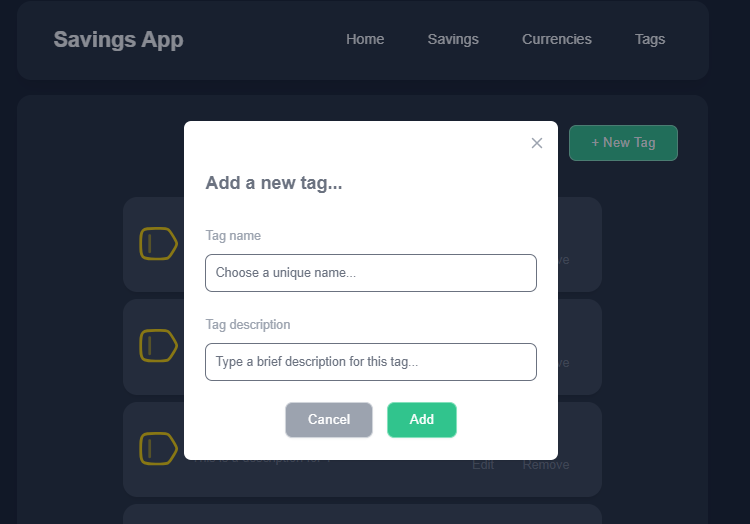 Savings App
Home Savings Currencies Tags
+ New Tag
Add a new tag...
Tag name
Choose a unique name...
Tag description
Type a brief description for this tag...
Cancel Add
Edit Remove